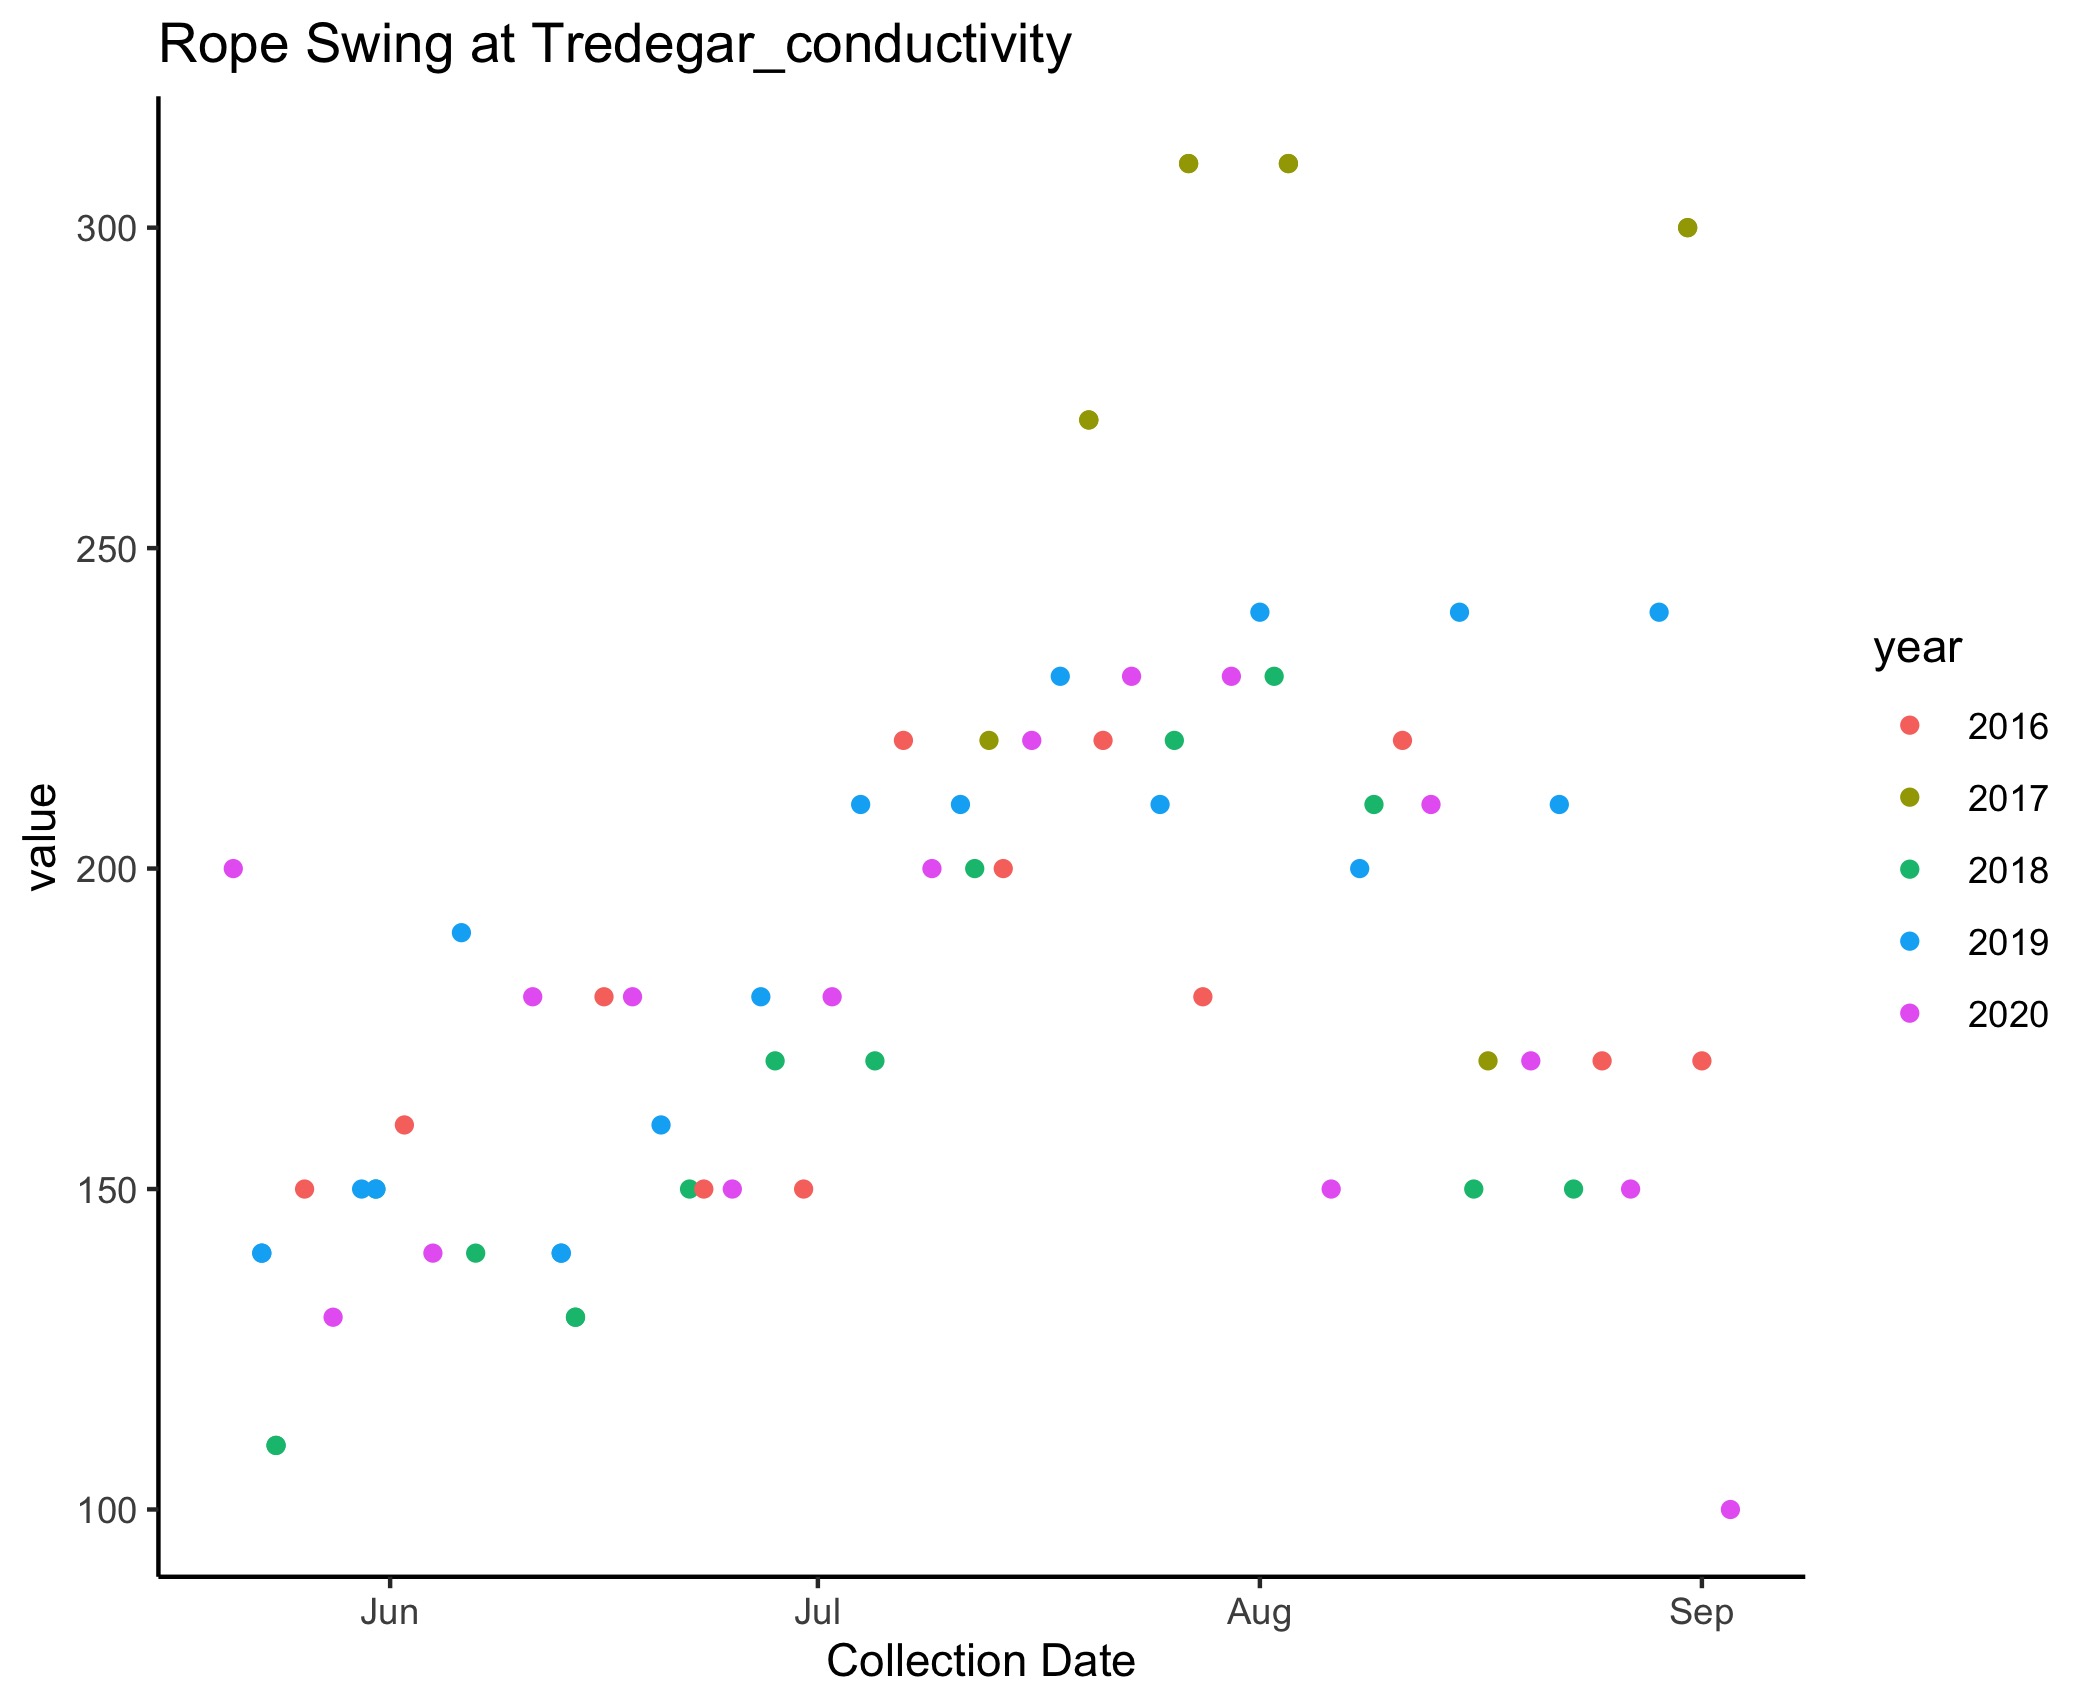 Rope Swing at Tredegar_conductivity
300
250
200
150
100
value
Jun
Jul
Aug
Sep
Collection Date
year
2016
2017
2018
2019
2020